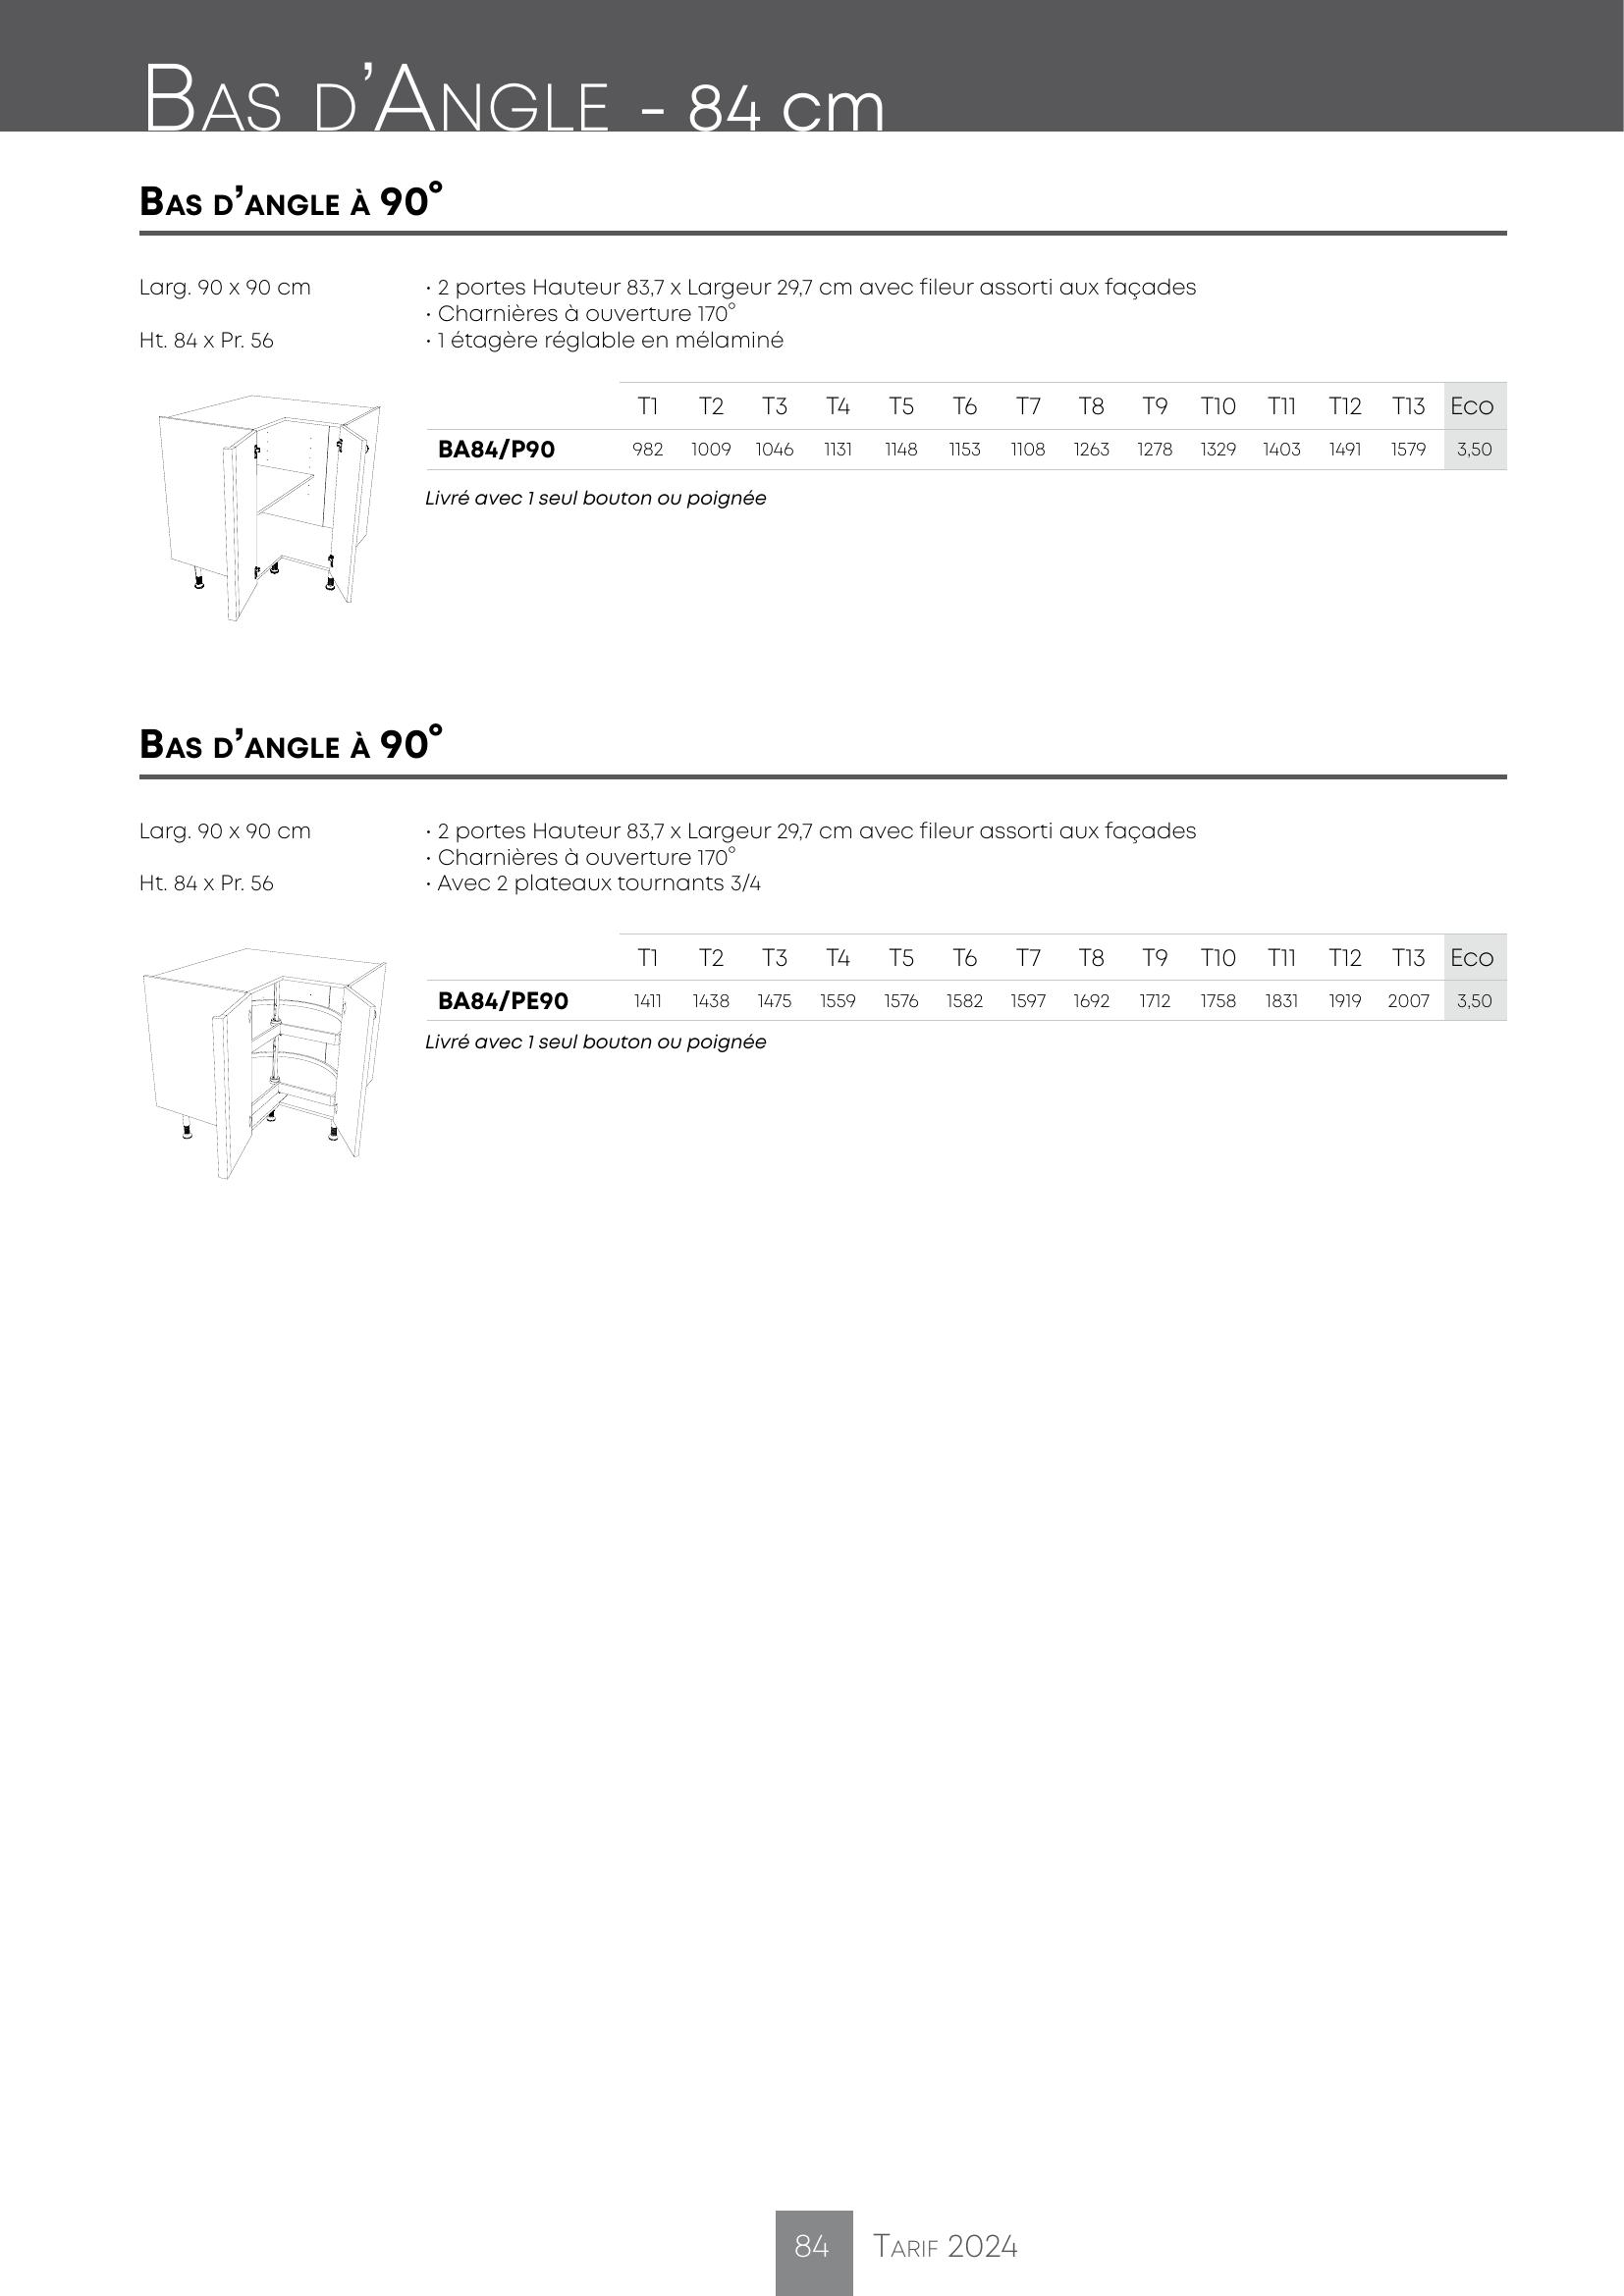 Bas d'Angle - 84 cm
Bas d'angle à 90°
Larg. 90 x 90 cm
Ht. 84 x Pr. 56
• 2 portes Hauteur 83,7 x Largeur 29,7 cm avec fileur assorti aux façades
• Charnières à ouverture 170°
• 1 étagère réglable en mélaminé
T1 T2 T3 T4 T5 T6 T7 T8 T9 T10 T11 T12 T13 Eco
BA84/P90 982 1009 1046 1131 1148 1153 1108 1263 1278 1329 1403 1491 1579 3,50
Livré avec 1 seul bouton ou poignée
Bas d'angle à 90°
Larg. 90 x 90 cm
Ht. 84 x Pr. 56
• 2 portes Hauteur 83,7 x Largeur 29,7 cm avec fileur assorti aux façades
• Charnières à ouverture 170°
• Avec 2 plateaux tournants 3/4
T1 T2 T3 T4 T5 T6 T7 T8 T9 T10 T11 T12 T13 Eco
BA84/PE90 1411 1438 1475 1559 1576 1582 1597 1692 1712 1758 1831 1919 2007 3,50
Livré avec 1 seul bouton ou poignée
84 Tarif 2024